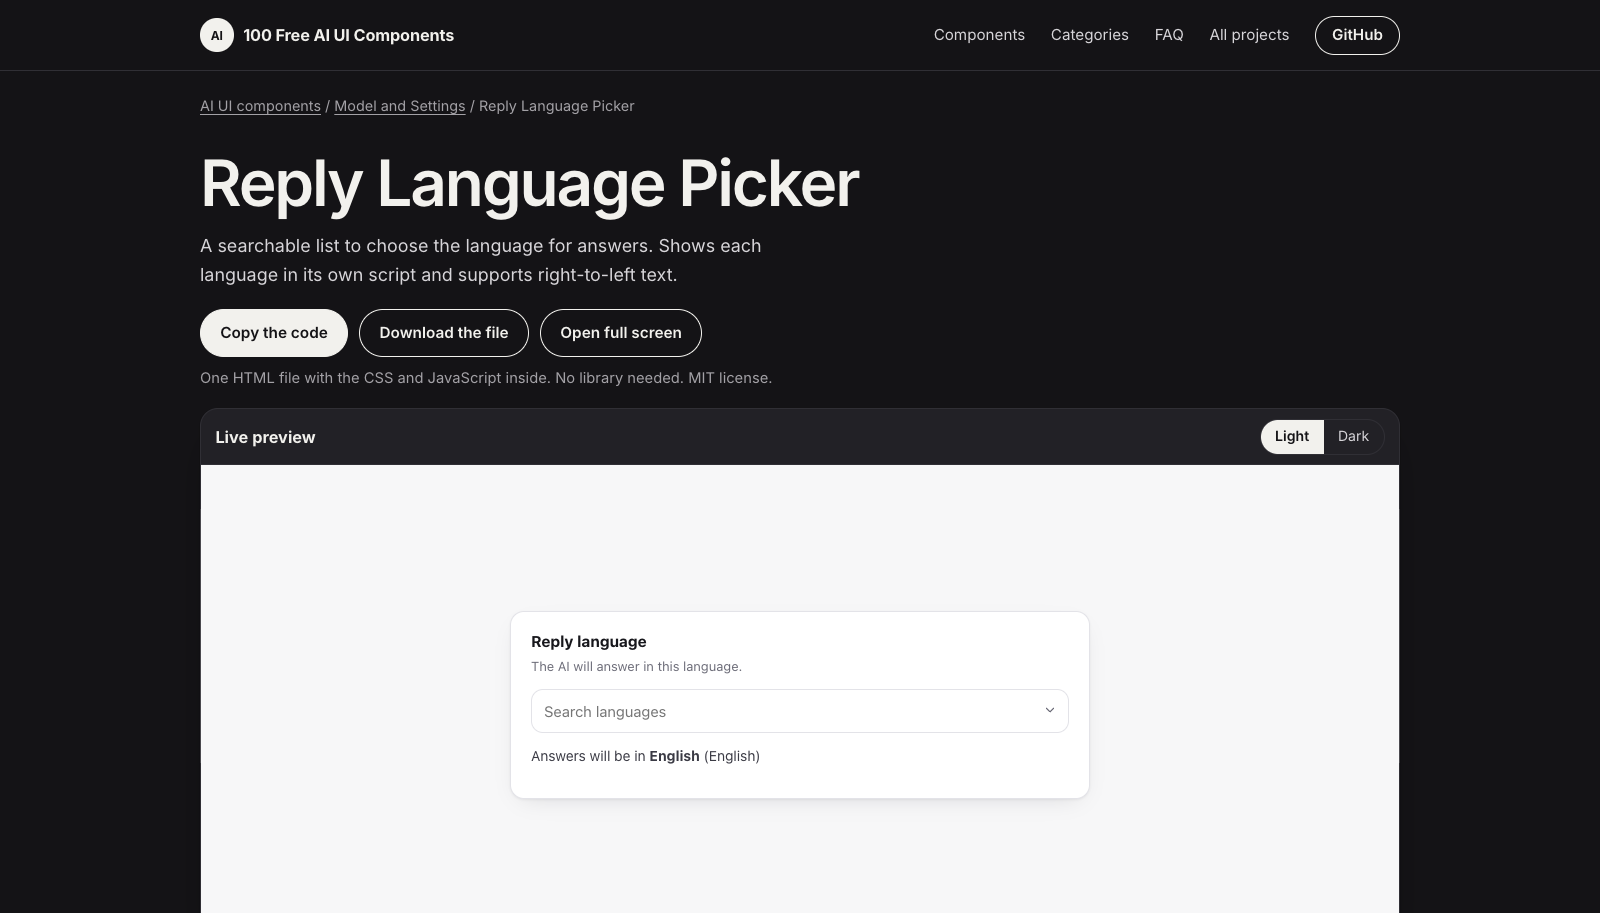 AI 100 Free AI UI Components
Components Categories FAQ All projects GitHub
AI UI components / Model and Settings / Reply Language Picker
Reply Language Picker
A searchable list to choose the language for answers. Shows each
language in its own script and supports right-to-left text.
Copy the code Download the file Open full screen
One HTML file with the CSS and JavaScript inside. No library needed. MIT license.
Live preview Light Dark
Reply language
The AI will answer in this language.
Search languages
Answers will be in English (English)